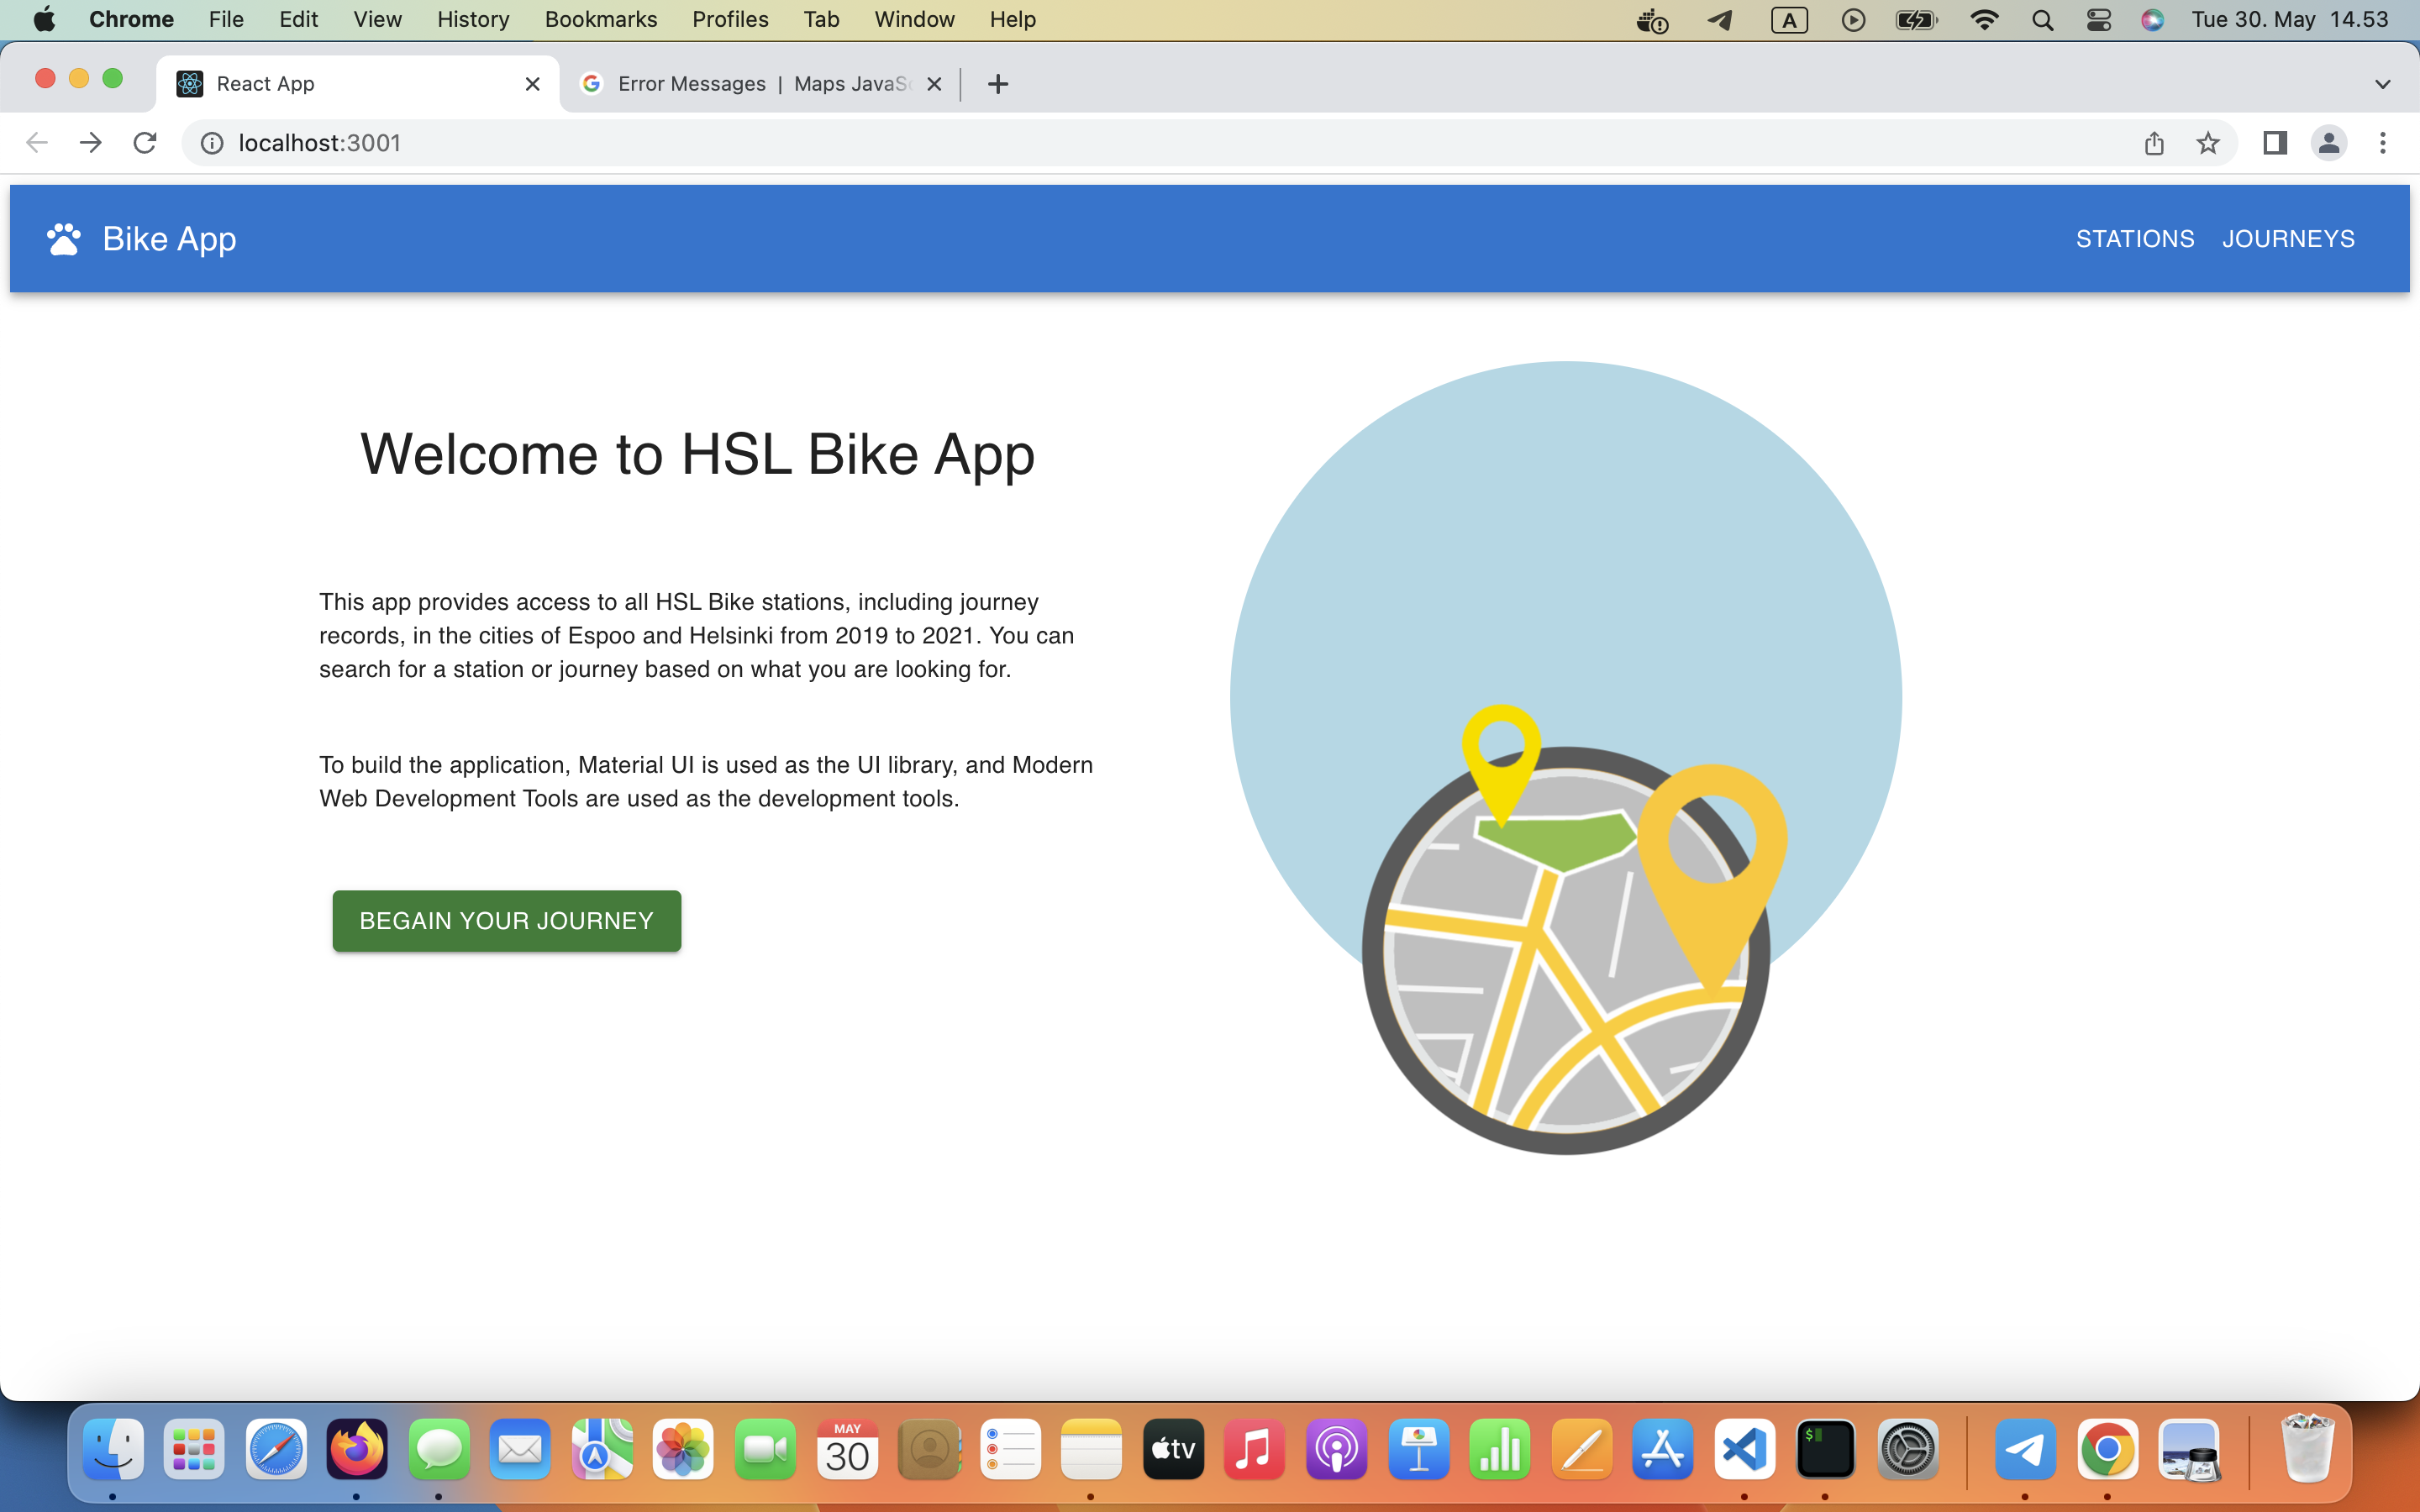 Chrome File Edit View History Bookmarks Profiles Tab Window Help A Tue 30. May 14.53
React App Error Messages | Maps JavaS
localhost:3001
Bike App STATIONS JOURNEYS
Welcome to HSL Bike App
This app provides access to all HSL Bike stations, including journey
records, in the cities of Espoo and Helsinki from 2019 to 2021. You can
search for a station or journey based on what you are looking for.
To build the application, Material UI is used as the UI library, and Modern
Web Development Tools are used as the development tools.
BEGAIN YOUR JOURNEY
MAY
30
tv
$